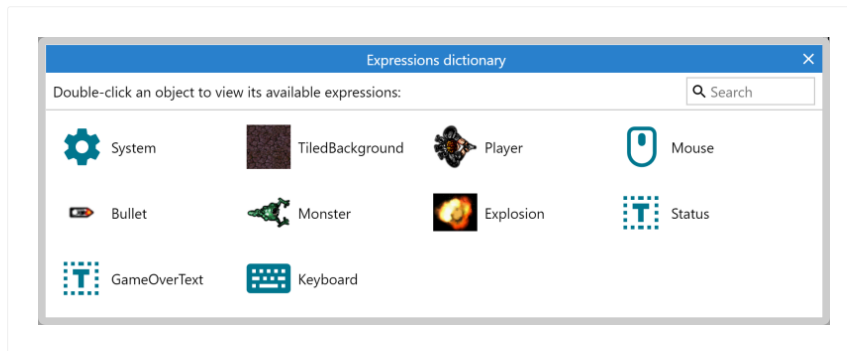 Expressions dictionary
Double-click an object to view its available expressions:
Search
System
TiledBackground
Player
Mouse
Bullet
Monster
Explosion
Status
GameOverText
Keyboard